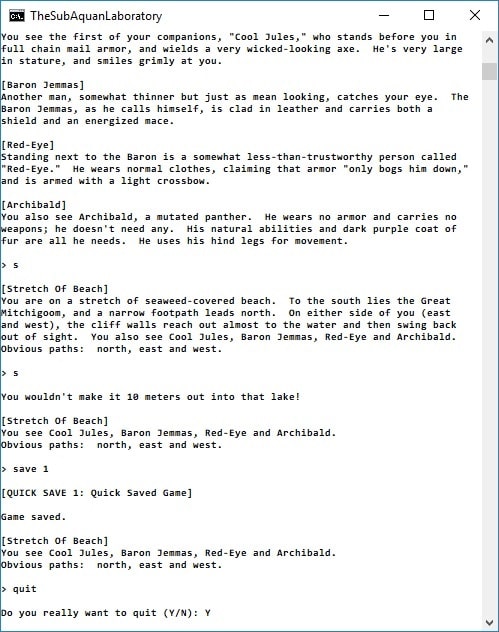 TheSubAquanLaboratory
You see the first of your companions, "Cool Jules," who stands before you in
full chain mail armor, and wields a very wicked-looking axe.  He's very large
in stature, and smiles grimly at you.
[Baron Jemmas]
Another man, somewhat thinner but just as mean looking, catches your eye.  The
Baron Jemmas, as he calls himself, is clad in leather and carries both a
shield and an energized mace.
[Red-Eye]
Standing next to the Baron is a somewhat less-than-trustworthy person called
"Red-Eye."  He wears normal clothes, claiming that armor "only bogs him down,"
and is armed with a light crossbow.
[Archibald]
You also see Archibald, a mutated panther.  He wears no armor and carries no
weapons; he doesn't need any.  His natural abilities and dark purple coat of
fur are all he needs.  He uses his hind legs for movement.
> s
[Stretch Of Beach]
You are on a stretch of seaweed-covered beach.  To the south lies the Great
Mitchigoom, and a narrow footpath leads north.  On either side of you (east
and west), the cliff walls reach out almost to the water and then swing back
out of sight.  You also see Cool Jules, Baron Jemmas, Red-Eye and Archibald.
Obvious paths:  north, east and west.
> s
You wouldn't make it 10 meters out into that lake!
[Stretch Of Beach]
You see Cool Jules, Baron Jemmas, Red-Eye and Archibald.
Obvious paths:  north, east and west.
> save 1
[QUICK SAVE 1: Quick Saved Game]
Game saved.
[Stretch Of Beach]
You see Cool Jules, Baron Jemmas, Red-Eye and Archibald.
Obvious paths:  north, east and west.
> quit
Do you really want to quit (Y/N): Y